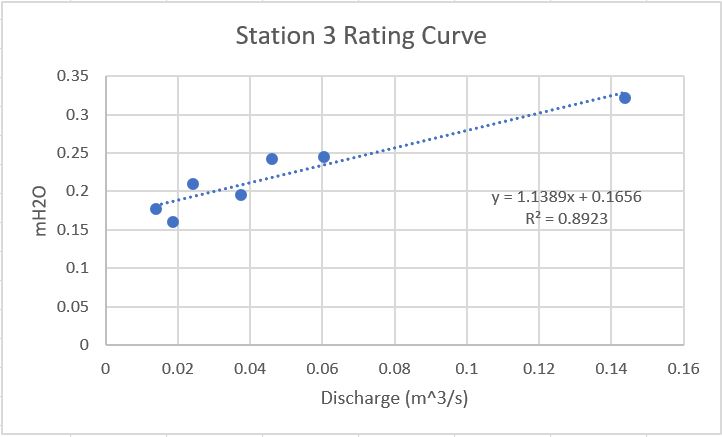 Station 3 Rating Curve
0.35
0.3
0.25
0.2
0.15
0.1
0.05
0
mH2O
y = 1.1389x + 0.1656
R² = 0.8923
0 0.02 0.04 0.06 0.08 0.1 0.12 0.14 0.16
Discharge (m^3/s)